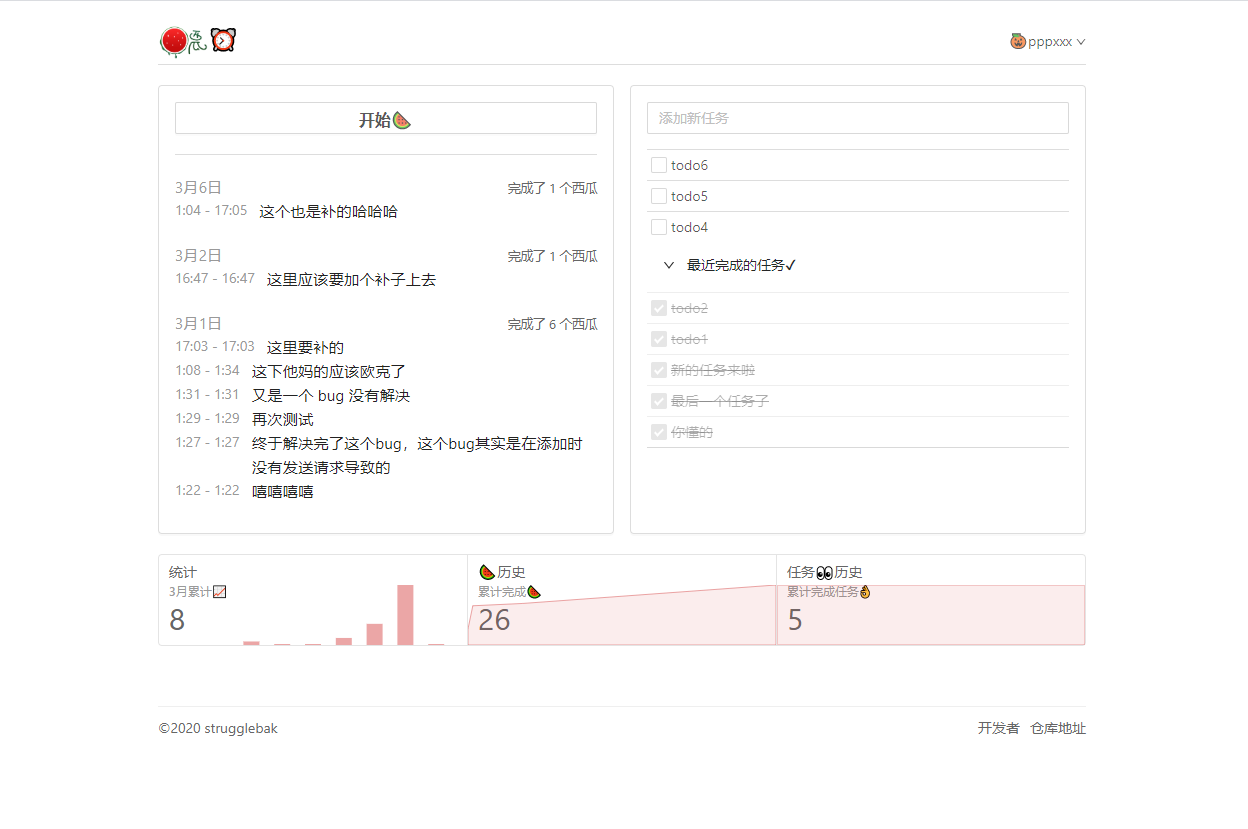 pppxxx
开始
3月6日 完成了 1 个西瓜
1:04 - 17:05 这个也是补的哈哈哈
3月2日 完成了 1 个西瓜
16:47 - 16:47 这里应该要加个补子上去
3月1日 完成了 6 个西瓜
17:03 - 17:03 这里要补的
1:08 - 1:34 这下他妈的应该欧克了
1:31 - 1:31 又是一个 bug 没有解决
1:29 - 1:29 再次测试
1:27 - 1:27 终于解决完了这个bug，这个bug其实是在添加时
没有发送请求导致的
1:22 - 1:22 嘻嘻嘻嘻
添加新任务
todo6
todo5
todo4
最近完成的任务✓
todo2
todo1
新的任务来啦
最后一个任务了
你懂的
统计
3月累计
8
历史
累计完成
26
任务👀历史
累计完成任务👌
5
©2020 strugglebak
开发者 仓库地址